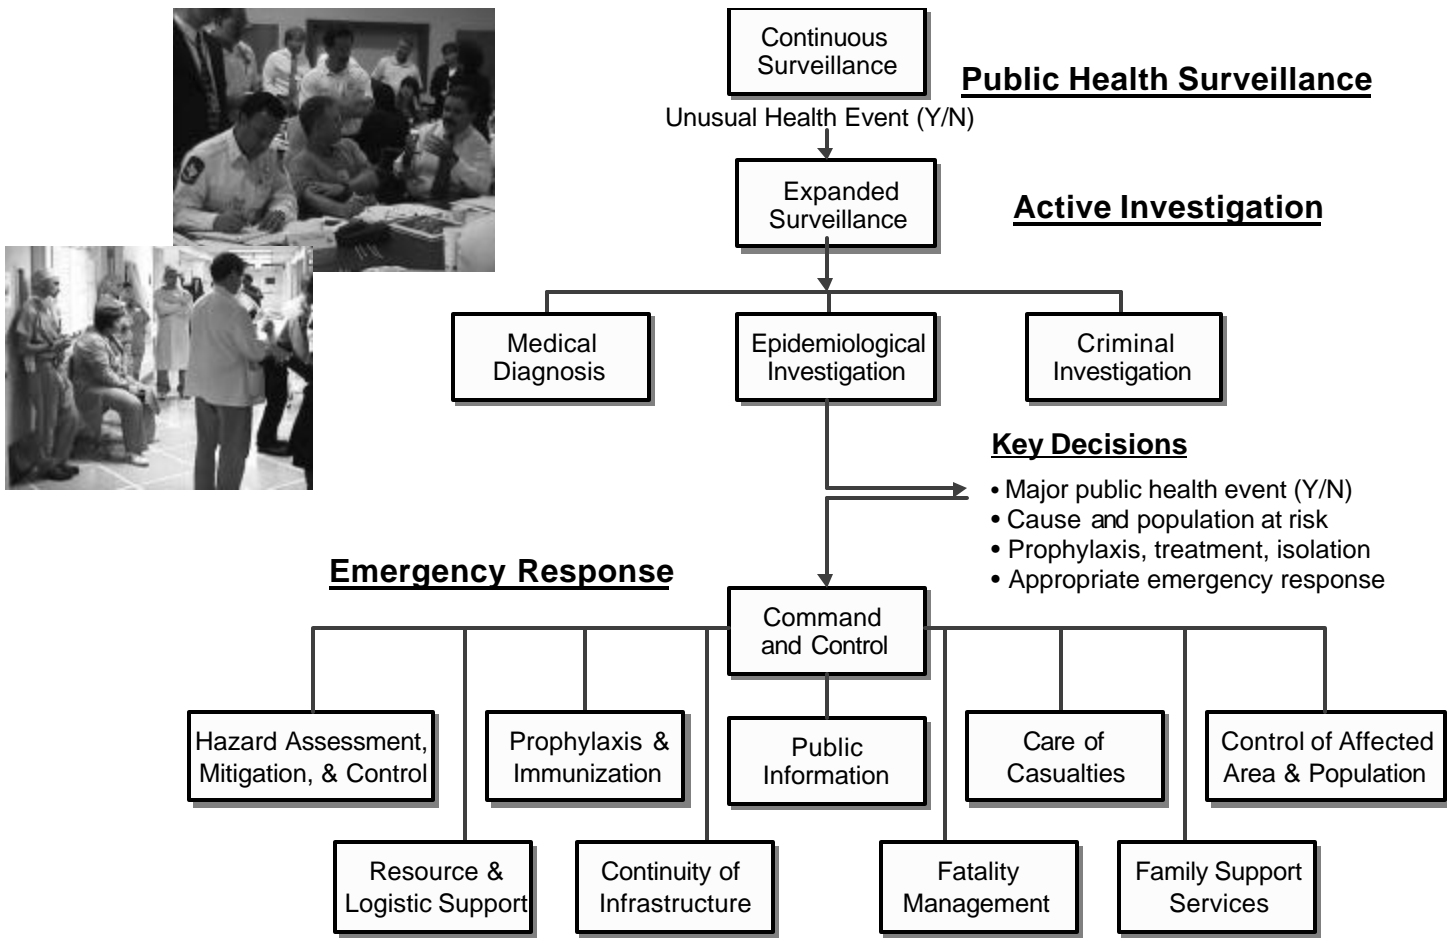 Continuous
Surveillance
Public Health Surveillance
Unusual Health Event (Y/N)
Expanded
Surveillance
Active Investigation
Medical
Diagnosis
Epidemiological
Investigation
Criminal
Investigation
Key Decisions
• Major public health event (Y/N)
• Cause and population at risk
• Prophylaxis, treatment, isolation
• Appropriate emergency response
Emergency Response
Command
and Control
Hazard Assessment,
Mitigation, & Control
Prophylaxis &
Immunization
Public
Information
Care of
Casualties
Control of Affected
Area & Population
Resource &
Logistic Support
Continuity of
Infrastructure
Fatality
Management
Family Support
Services